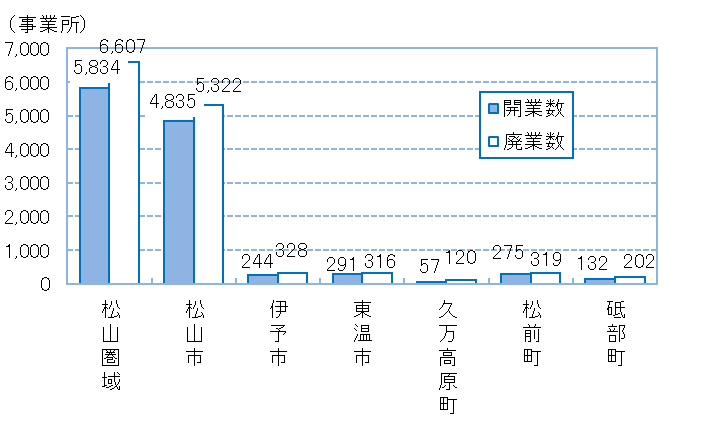 （事業所）
7,000
6,000
5,000
4,000
3,000
2,000
1,000
0
5,834
6,607
4,835
5,322
244
328
291
316
57
120
275
319
132
202
開業数
廃業数
松山圏域
松山市
伊予市
東温市
久万高原町
松前町
砥部町